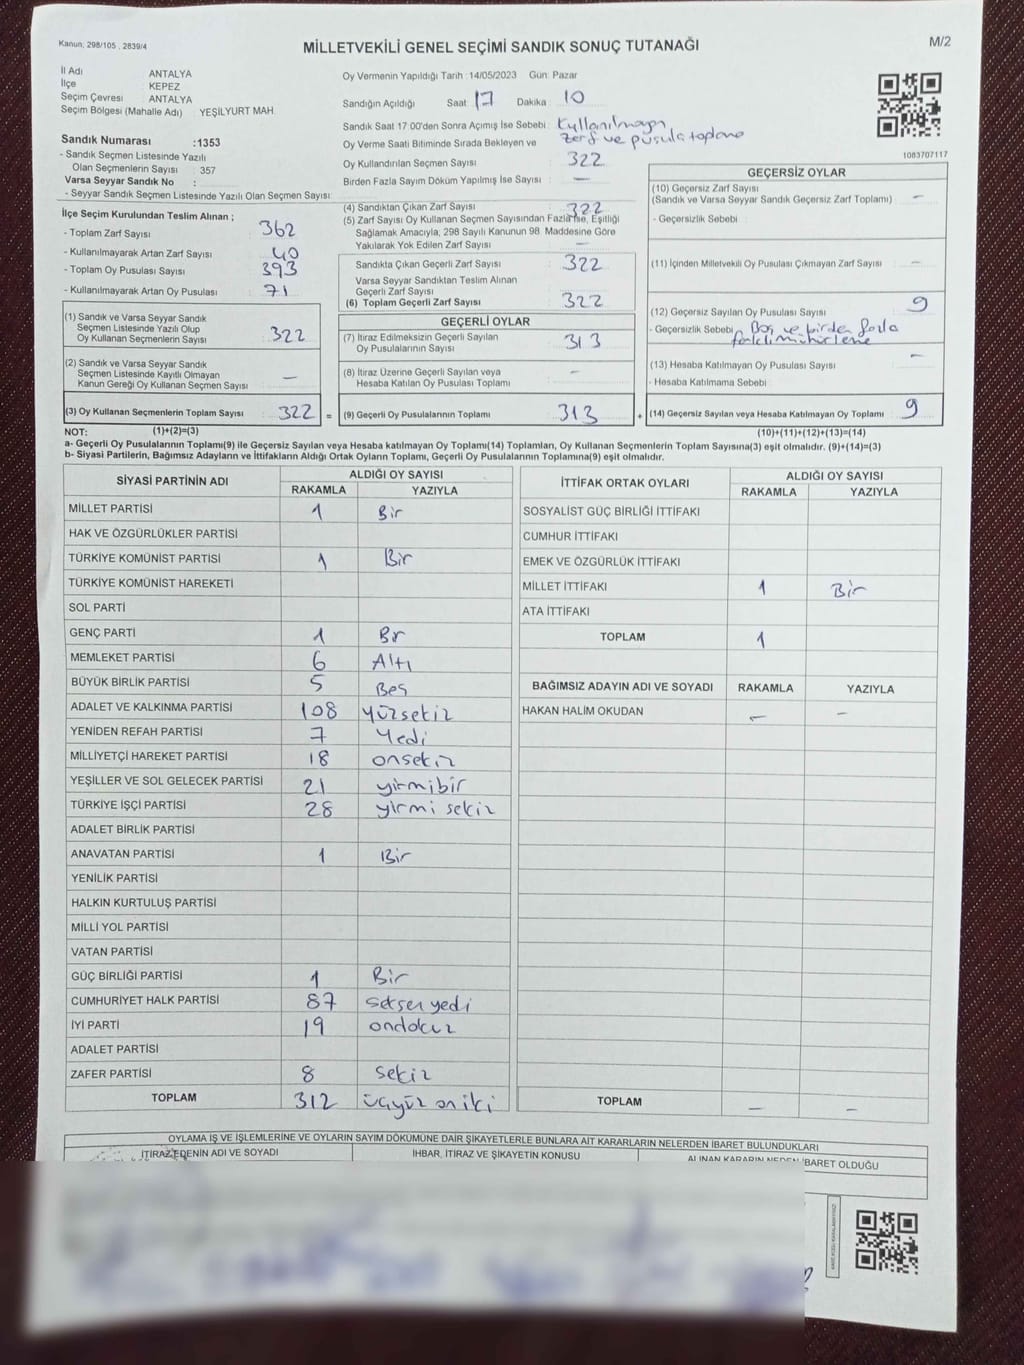 Kanun: 298/105 , 2839/4
MİLLETVEKİLİ GENEL SEÇİMİ SANDIK SONUÇ TUTANAĞI
M/2
İl Adı ANTALYA
İlçe KEPEZ
Seçim Çevresi ANTALYA
Seçim Bölgesi (Mahalle Adı) YEŞİLYURT MAH.
Sandık Numarası :1353
- Sandık Seçmen Listesinde Yazılı
Olan Seçmenlerin Sayısı : 357
Varsa Seyyar Sandık No :
- Seyyar Sandık Seçmen Listesinde Yazılı Olan Seçmen Sayısı:
İlçe Seçim Kurulundan Teslim Alınan ;
- Toplam Zarf Sayısı 362
- Kullanılmayarak Artan Zarf Sayısı 40
- Toplam Oy Pusulası Sayısı 393
- Kullanılmayarak Artan Oy Pusulası 71
(1) Sandık ve Varsa Seyyar Sandık
Seçmen Listesinde Yazılı Olup
Oy Kullanan Seçmenlerin Sayısı 322
(2) Sandık ve Varsa Seyyar Sandık
Seçmen Listesinde Kayıtlı Olmayan
Kanun Gereği Oy Kullanan Seçmen Sayısı —
(3) Oy Kullanan Seçmenlerin Toplam Sayısı 322 =
Oy Vermenin Yapıldığı Tarih : 14/05/2023 Gün: Pazar
Sandığın Açıldığı Saat 17 Dakika : 10
Sandık Saat 17:00'den Sonra Açımış İse Sebebi : Kullanılmayan
zarf ve pusula toplama
Oy Verme Saati Bitiminde Sırada Bekleyen ve
Oy Kullandırılan Seçmen Sayısı : 322
Birden Fazla Sayım Döküm Yapılmış İse Sayısı : —
(4) Sandıktan Çıkan Zarf Sayısı 322
(5) Zarf Sayısı Oy Kullanan Seçmen Sayısından Fazla İse, Eşitliği
Sağlamak Amacıyla, 298 Sayılı Kanunun 98. Maddesine Göre
Yakılarak Yok Edilen Zarf Sayısı —
Sandıkta Çıkan Geçerli Zarf Sayısı 322
Varsa Seyyar Sandıktan Teslim Alınan
Geçerli Zarf Sayısı
(6) Toplam Geçerli Zarf Sayısı 322
GEÇERLİ OYLAR
(7) İtiraz Edilmeksizin Geçerli Sayılan
Oy Pusulalarının Sayısı 313
(8) İtiraz Üzerine Geçerli Sayılan veya
Hesaba Katılan Oy Pusulası Toplamı —
(9) Geçerli Oy Pusulalarının Toplamı 313 +
1083707117
GEÇERSİZ OYLAR
(10) Geçersiz Zarf Sayısı
(Sandık ve Varsa Seyyar Sandık Geçersiz Zarf Toplamı) —
- Geçersizlik Sebebi :
(11) İçinden Milletvekili Oy Pusulası Çıkmayan Zarf Sayısı —
(12) Geçersiz Sayılan Oy Pusulası Sayısı 9
- Geçersizlik Sebebi : Boş ve birden fazla
mühürleme
(13) Hesaba Katılmayan Oy Pusulası Sayısı —
- Hesaba Katılmama Sebebi :
(14) Geçersiz Sayılan veya Hesaba Katılmayan Oy Toplamı 9
NOT: (1)+(2)=(3)
(10)+(11)+(12)+(13)=(14)
a- Geçerli Oy Pusulalarının Toplamı(9) ile Geçersiz Sayılan veya Hesaba katılmayan Oy Toplamı(14) Toplamları, Oy Kullanan Seçmenlerin Toplam Sayısına(3) eşit olmalıdır. (9)+(14)=(3)
b- Siyasi Partilerin, Bağımsız Adayların ve İttifakların Aldığı Ortak Oyların Toplamı, Geçerli Oy Pusulalarının Toplamına(9) eşit olmalıdır.
SİYASİ PARTİNİN ADI ALDIĞI OY SAYISI
RAKAMLA YAZIYLA
MİLLET PARTİSİ 1 Bir
HAK VE ÖZGÜRLÜKLER PARTİSİ
TÜRKİYE KOMÜNİST PARTİSİ 1 Bir
TÜRKİYE KOMÜNİST HAREKETİ
SOL PARTİ
GENÇ PARTİ 1 Bir
MEMLEKET PARTİSİ 6 Altı
BÜYÜK BİRLİK PARTİSİ 5 Beş
ADALET VE KALKINMA PARTİSİ 108 yüzsekiz
YENİDEN REFAH PARTİSİ 7 Yedi
MİLLİYETÇİ HAREKET PARTİSİ 18 onsekiz
YEŞİLLER VE SOL GELECEK PARTİSİ 21 yirmibir
TÜRKİYE İŞÇİ PARTİSİ 28 yirmi sekiz
ADALET BİRLİK PARTİSİ
ANAVATAN PARTİSİ 1 Bir
YENİLİK PARTİSİ
HALKIN KURTULUŞ PARTİSİ
MİLLİ YOL PARTİSİ
VATAN PARTİSİ
GÜÇ BİRLİĞİ PARTİSİ 1 Bir
CUMHURİYET HALK PARTİSİ 87 seksen yedi
İYİ PARTİ 19 ondokuz
ADALET PARTİSİ
ZAFER PARTİSİ 8 sekiz
TOPLAM 312 üçyüz on iki
İTTİFAK ORTAK OYLARI ALDIĞI OY SAYISI
RAKAMLA YAZIYLA
SOSYALİST GÜÇ BİRLİĞİ İTTİFAKI
CUMHUR İTTİFAKI
EMEK VE ÖZGÜRLÜK İTTİFAKI
MİLLET İTTİFAKI 1 Bir
ATA İTTİFAKI
TOPLAM 1
BAĞIMSIZ ADAYIN ADI VE SOYADI RAKAMLA YAZIYLA
HAKAN HALİM OKUDAN — —
TOPLAM — —
OYLAMA İŞ VE İŞLEMLERİNE VE OYLARIN SAYIM DÖKÜMÜNE DAİR ŞİKAYETLERLE BUNLARA AİT KARARLARIN NELERDEN İBARET BULUNDUKLARI
İTİRAZ EDENİN ADI VE SOYADI İHBAR, İTİRAZ VE ŞİKAYETİN KONUSU ALINAN KARARIN NEDEN İBARET OLDUĞU